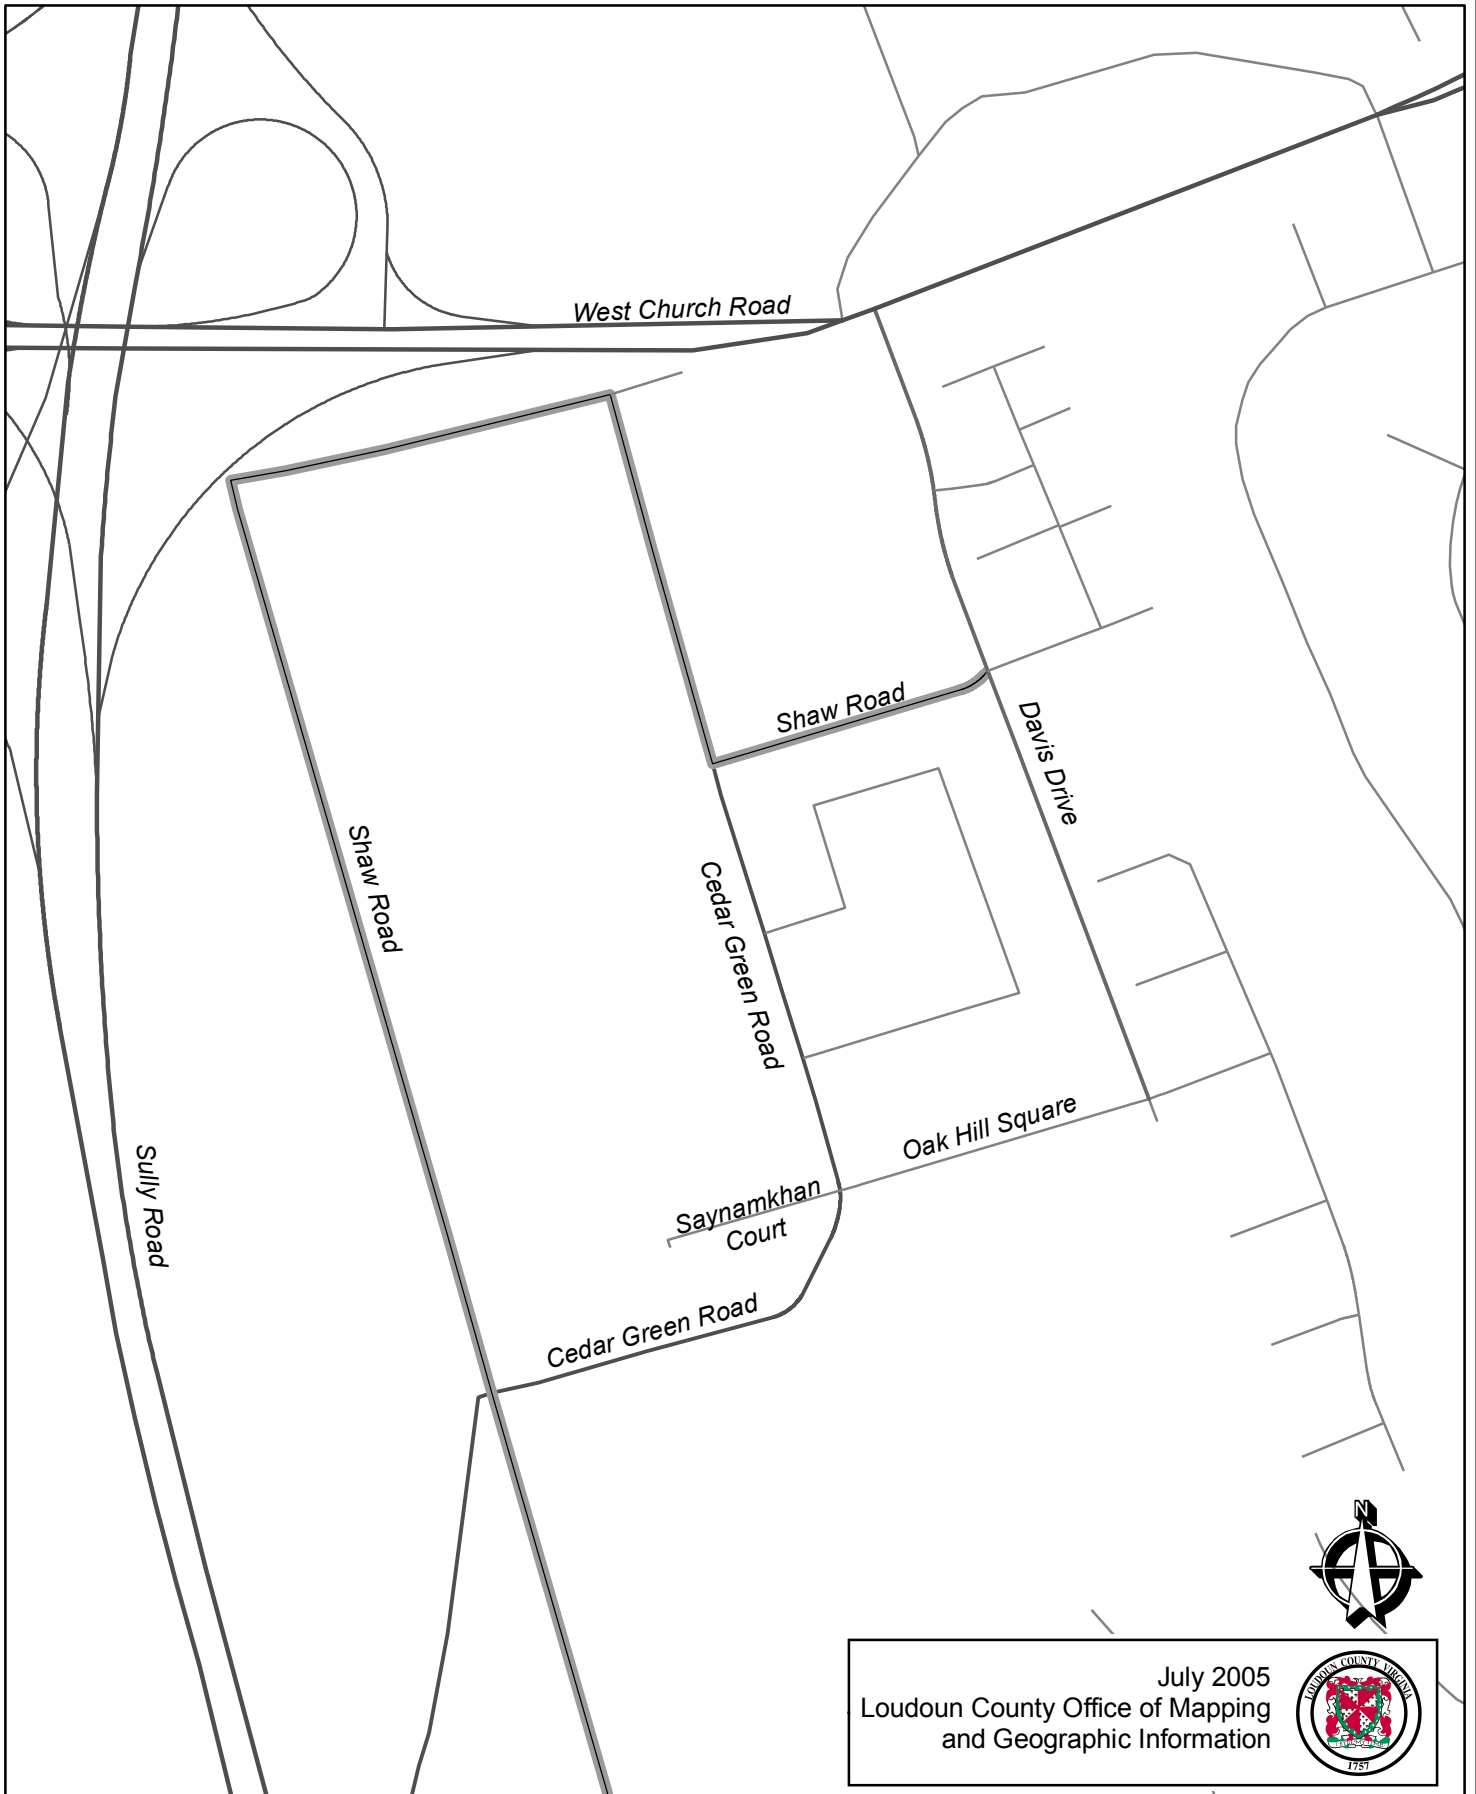 West Church Road
Shaw Road
Davis Drive
Shaw Road
Cedar Green Road
Oak Hill Square
Sully Road
Saynamkhan
Court
Cedar Green Road
N
July 2005
Loudoun County Office of Mapping
and Geographic Information
LOUDOUN COUNTY VIRGINIA
1757